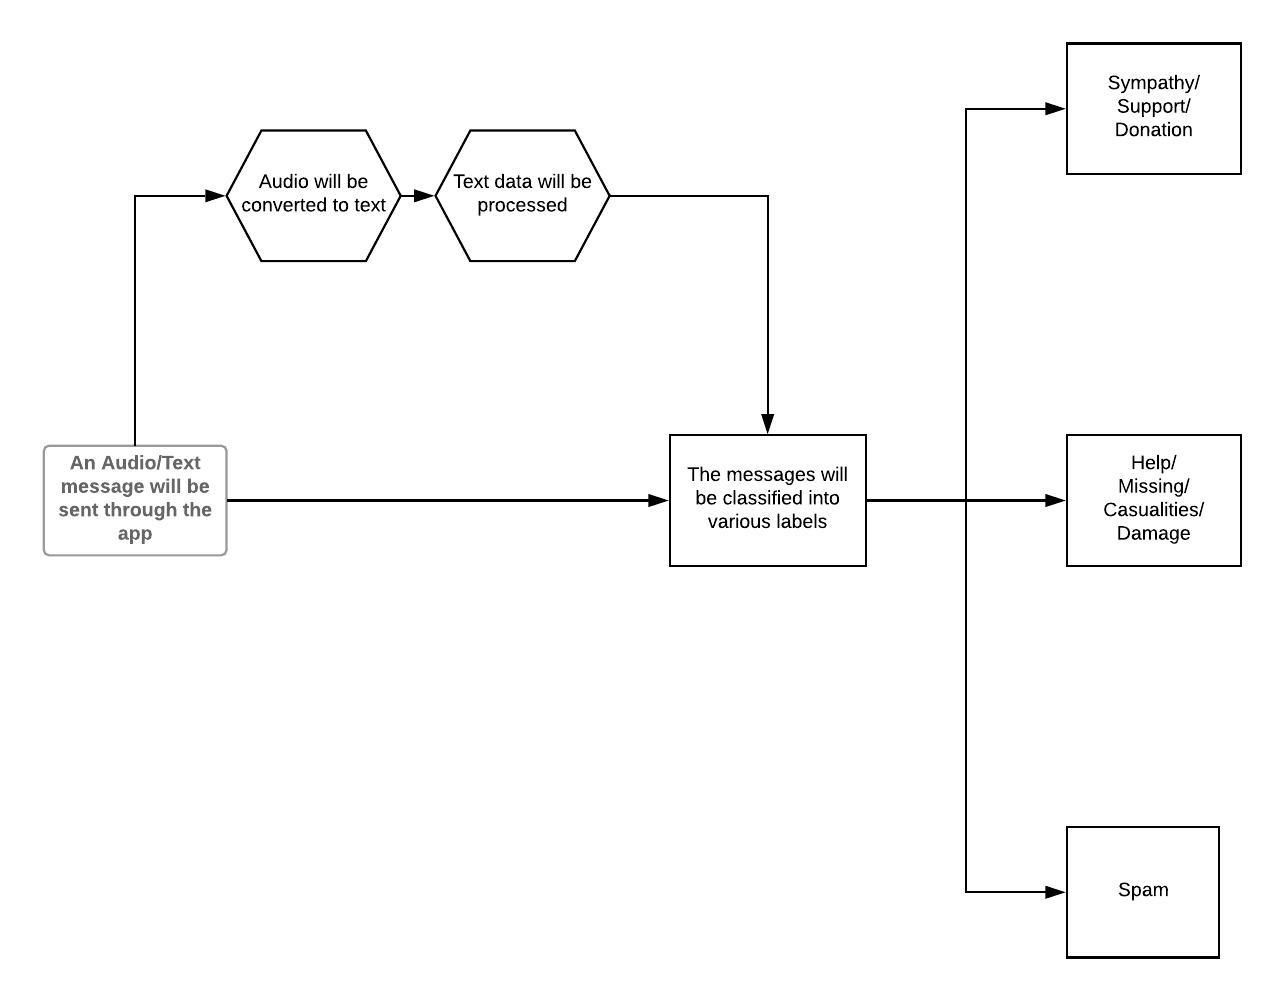 Sympathy/
Support/
Donation
Audio will be
converted to text
Text data will be
processed
An Audio/Text
message will be
sent through the
app
The messages will
be classified into
various labels
Help/
Missing/
Casualities/
Damage
Spam